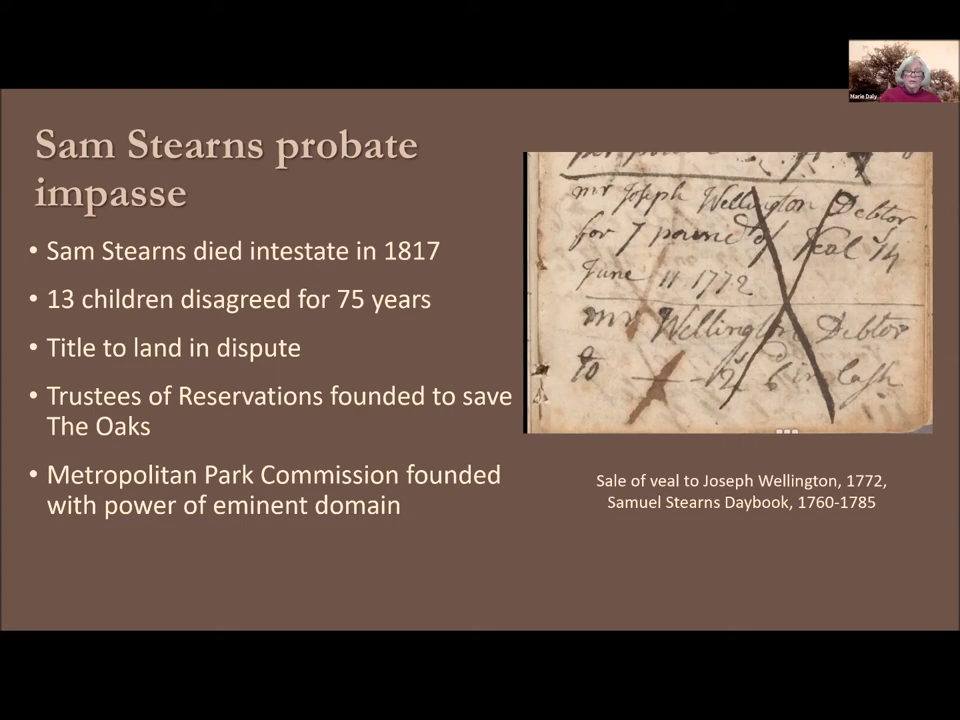 Marie Daly
Sam Stearns probate
impasse
• Sam Stearns died intestate in 1817
• 13 children disagreed for 75 years
• Title to land in dispute
• Trustees of Reservations founded to save
The Oaks
• Metropolitan Park Commission founded
with power of eminent domain
mr Joseph Wellington Debtor
for 7 pound of Veal
June 11 1772
mr Wellington Debtor
to 6 in Cash
Sale of veal to Joseph Wellington, 1772,
Samuel Stearns Daybook, 1760-1785